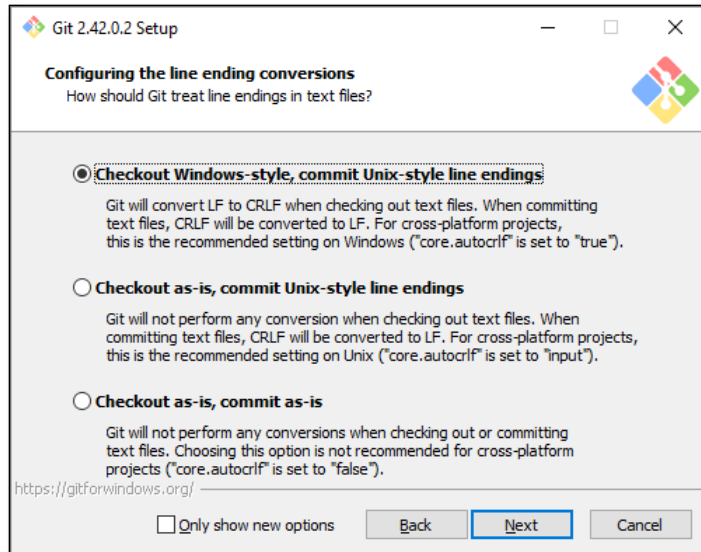 Git 2.42.0.2 Setup
Configuring the line ending conversions
How should Git treat line endings in text files?
Checkout Windows-style, commit Unix-style line endings
Git will convert LF to CRLF when checking out text files. When committing
text files, CRLF will be converted to LF. For cross-platform projects,
this is the recommended setting on Windows ("core.autocrlf" is set to "true").
Checkout as-is, commit Unix-style line endings
Git will not perform any conversion when checking out text files. When
committing text files, CRLF will be converted to LF. For cross-platform projects,
this is the recommended setting on Unix ("core.autocrlf" is set to "input").
Checkout as-is, commit as-is
Git will not perform any conversions when checking out or committing
text files. Choosing this option is not recommended for cross-platform
projects ("core.autocrlf" is set to "false").
https://gitforwindows.org/
Only show new options
Back
Next
Cancel